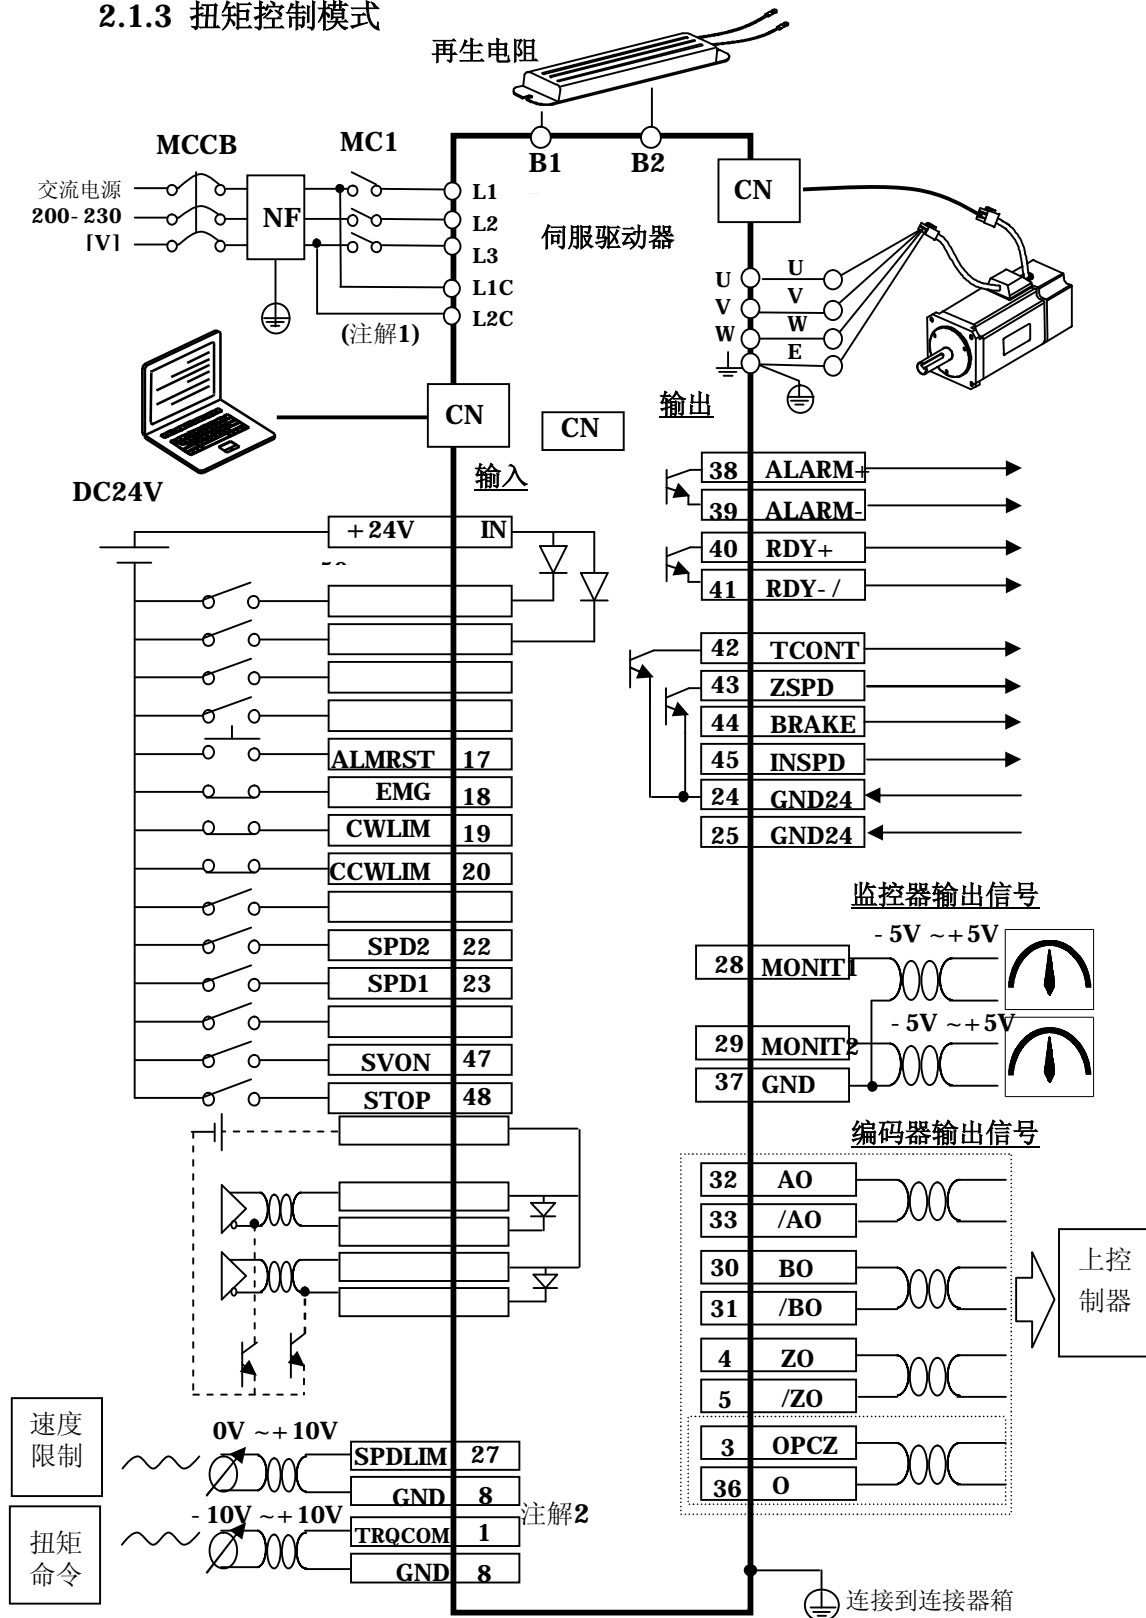 2.1.3 扭矩控制模式
再生电阻
MCCB
MC1
B1
B2
交流电源
200- 230
[V]
NF
L1
L2
L3
L1C
L2C
(注解1)
伺服驱动器
CN
U
V
W
U
V
W
E
CN
CN
输出
输入
DC24V
+24V IN
38 ALARM+
39 ALARM-
40 RDY+
41 RDY- /
42 TCONT
43 ZSPD
44 BRAKE
45 INSPD
24 GND24
25 GND24
ALMRST 17
EMG 18
CWLIM 19
CCWLIM 20
SPD2 22
SPD1 23
SVON 47
STOP 48
监控器输出信号
- 5V ~+5V
28 MONIT1
- 5V ~+5V
29 MONIT2
37 GND
编码器输出信号
32 AO
33 /AO
30 BO
31 /BO
4 ZO
5 /ZO
3 OPCZ
36 O
上控
制器
速度
限制
0V ~+10V
SPDLIM 27
GND 8
注解2
扭矩
命令
- 10V ~+10V
TRQCOM 1
GND 8
连接到连接器箱